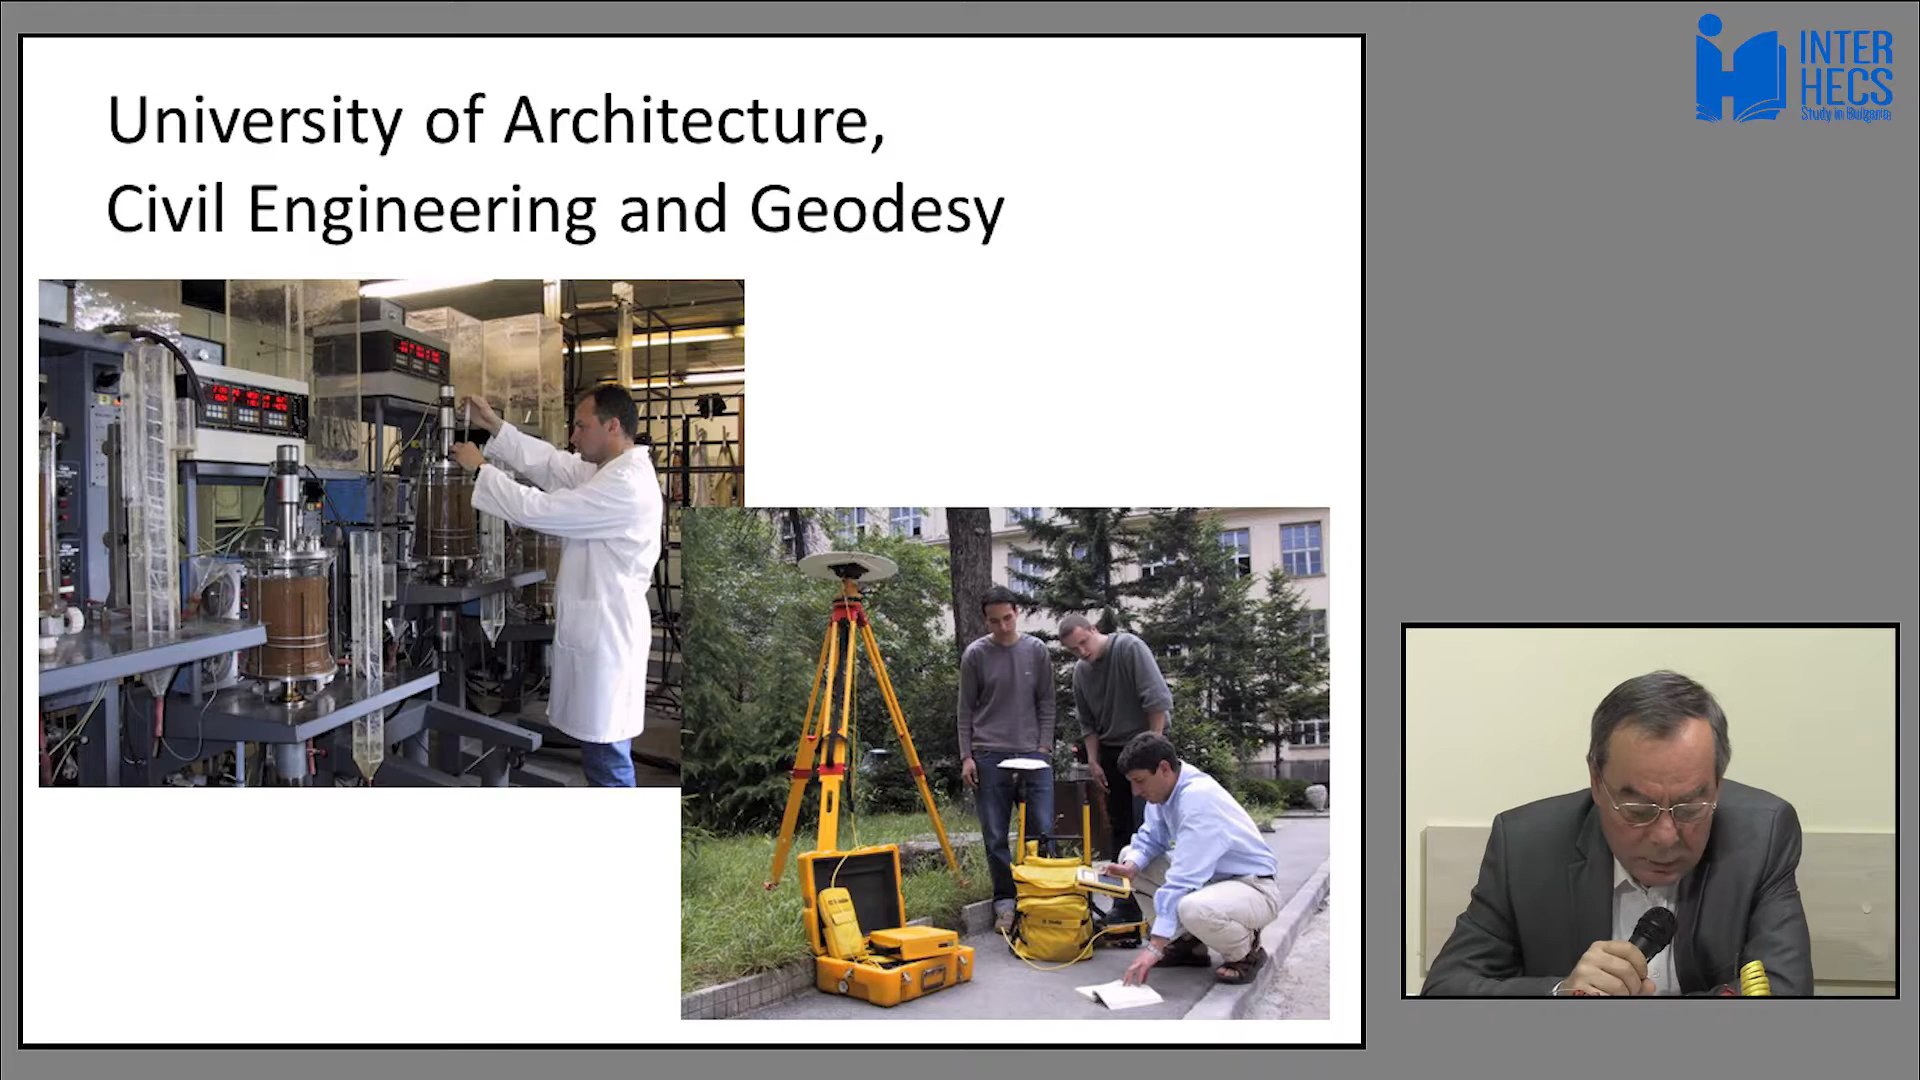 University of Architecture,
Civil Engineering and Geodesy
INTER
HECS
Study in Bulgaria